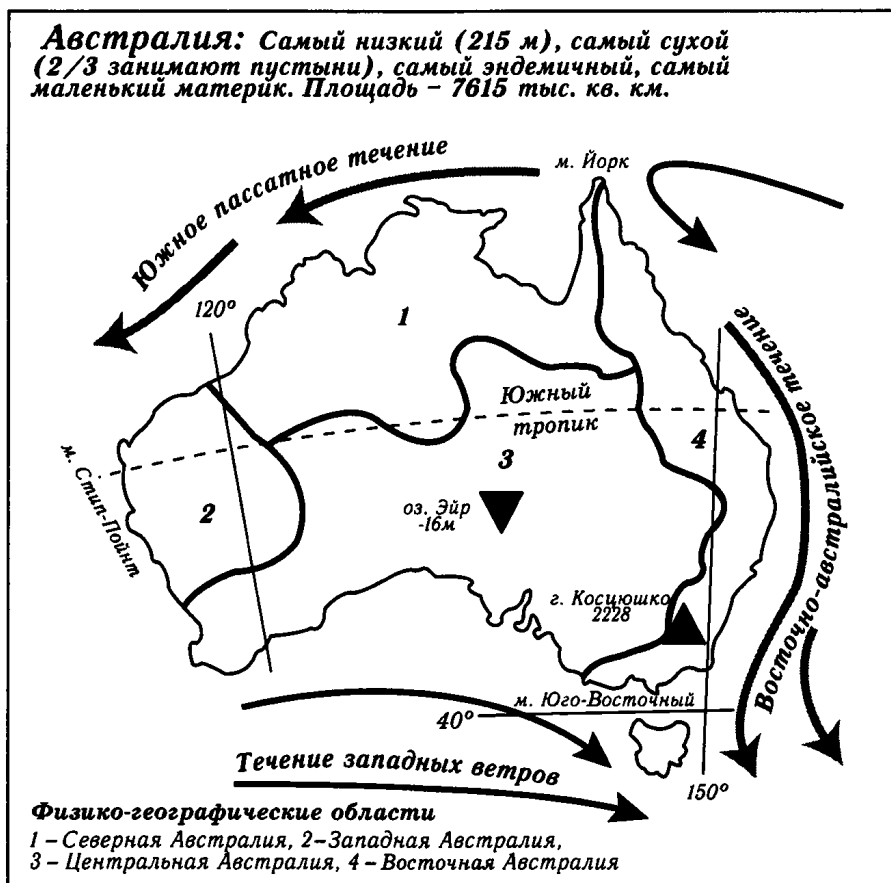 Австралия: Самый низкий (215 м), самый сухой
(2/3 занимают пустыни), самый эндемичный, самый
маленький материк. Площадь – 7615 тыс. кв. км.
Южное пассатное течение
м. Йорк
120°
1
Восточно-австралийское течение
Южный
тропик
4
3
м. Стип-Пойнт
2
оз. Эйр
-16м
г. Косцюшко
2228
м. Юго-Восточный
40°
Течение западных ветров
150°
Физико-географические области
1 – Северная Австралия, 2–Западная Австралия,
3 – Центральная Австралия, 4 – Восточная Австралия